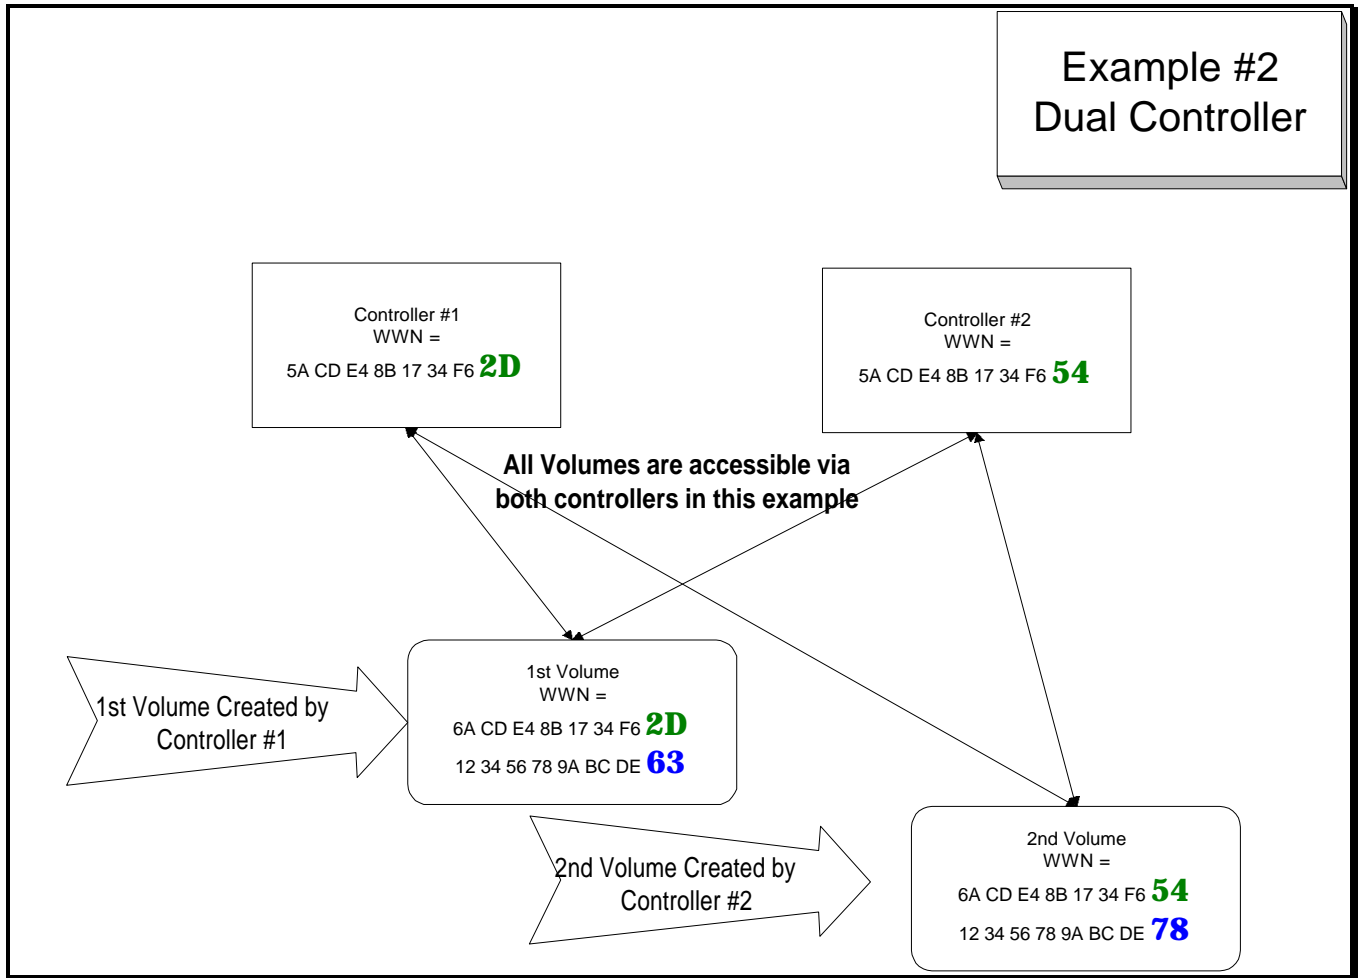 Example #2
Dual Controller
Controller #1
WWN =
5A CD E4 8B 17 34 F6 2D
Controller #2
WWN =
5A CD E4 8B 17 34 F6 54
All Volumes are accessible via
both controllers in this example
1st Volume Created by
Controller #1
1st Volume
WWN =
6A CD E4 8B 17 34 F6 2D
12 34 56 78 9A BC DE 63
2nd Volume Created by
Controller #2
2nd Volume
WWN =
6A CD E4 8B 17 34 F6 54
12 34 56 78 9A BC DE 78